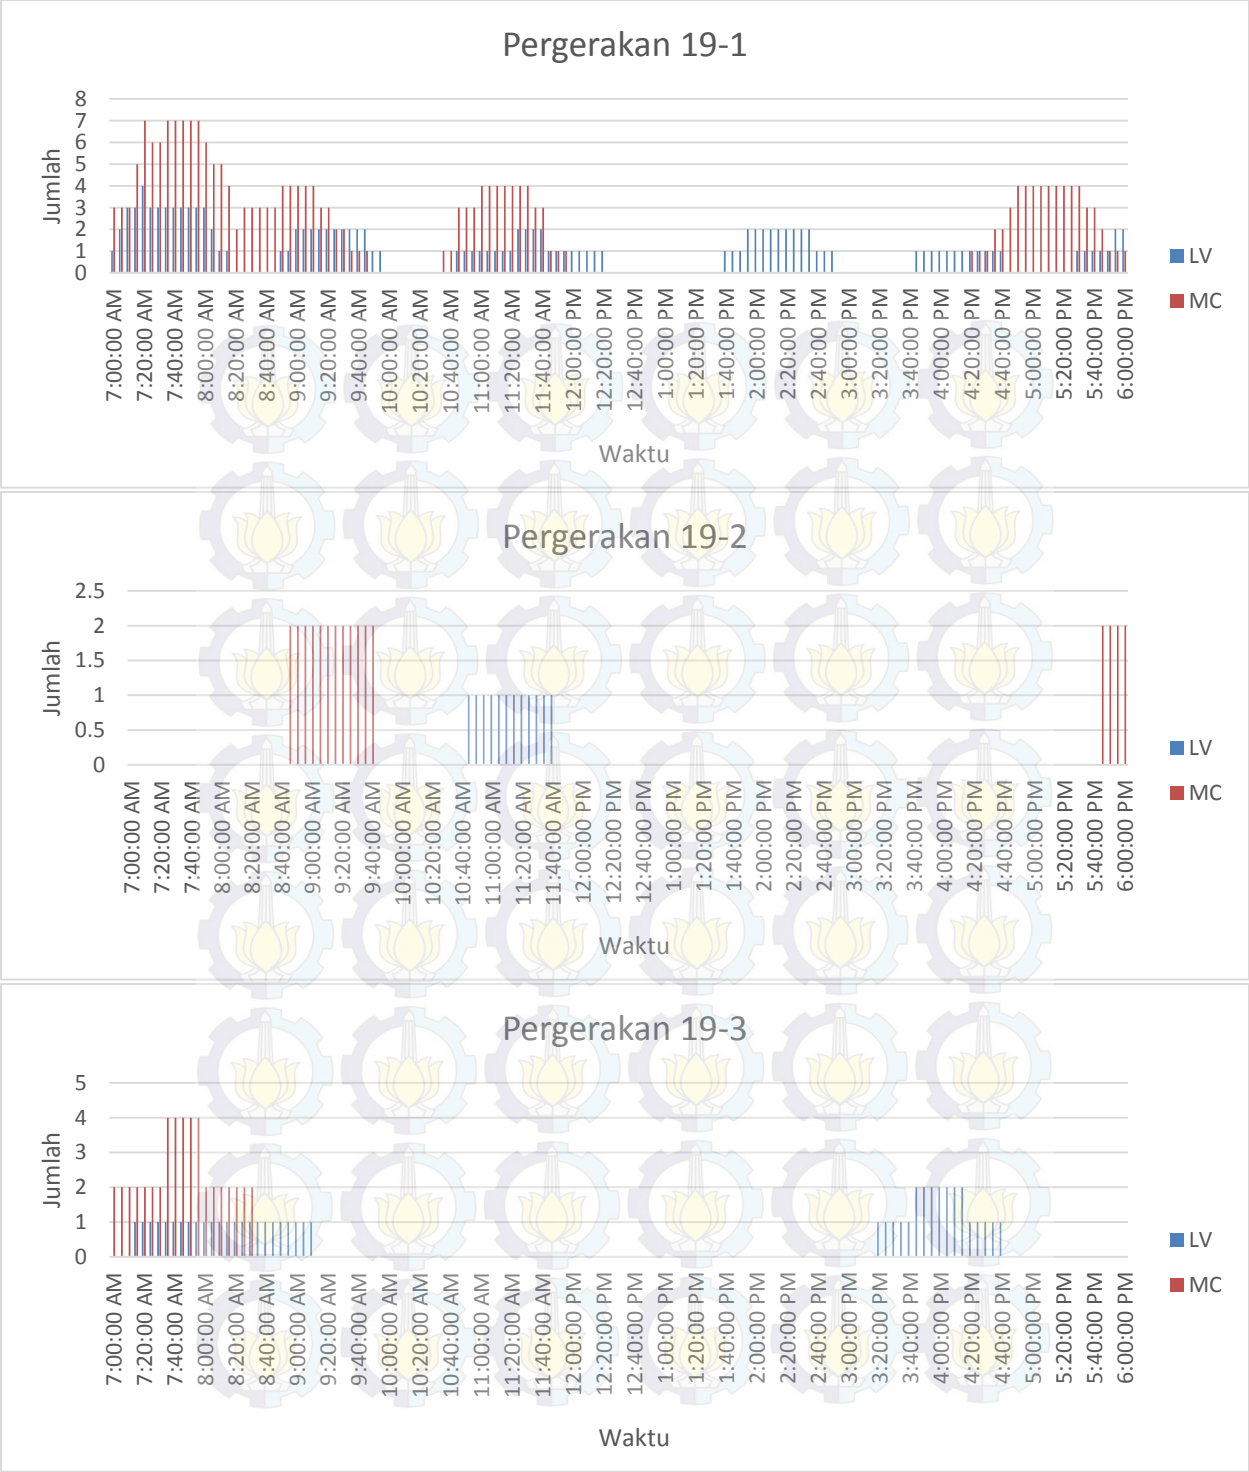 Pergerakan 19-1
8
7
6
5
4
3
2
1
0
Jumlah
7:00:00 AM
7:20:00 AM
7:40:00 AM
8:00:00 AM
8:20:00 AM
8:40:00 AM
9:00:00 AM
9:20:00 AM
9:40:00 AM
10:00:00 AM
10:20:00 AM
10:40:00 AM
11:00:00 AM
11:20:00 AM
11:40:00 AM
12:00:00 PM
12:20:00 PM
12:40:00 PM
1:00:00 PM
1:20:00 PM
1:40:00 PM
2:00:00 PM
2:20:00 PM
2:40:00 PM
3:00:00 PM
3:20:00 PM
3:40:00 PM
4:00:00 PM
4:20:00 PM
4:40:00 PM
5:00:00 PM
5:20:00 PM
5:40:00 PM
6:00:00 PM
Waktu
LV
MC
Pergerakan 19-2
2.5
2
1.5
1
0.5
0
Jumlah
7:00:00 AM
7:20:00 AM
7:40:00 AM
8:00:00 AM
8:20:00 AM
8:40:00 AM
9:00:00 AM
9:20:00 AM
9:40:00 AM
10:00:00 AM
10:20:00 AM
10:40:00 AM
11:00:00 AM
11:20:00 AM
11:40:00 AM
12:00:00 PM
12:20:00 PM
12:40:00 PM
1:00:00 PM
1:20:00 PM
1:40:00 PM
2:00:00 PM
2:20:00 PM
2:40:00 PM
3:00:00 PM
3:20:00 PM
3:40:00 PM
4:00:00 PM
4:20:00 PM
4:40:00 PM
5:00:00 PM
5:20:00 PM
5:40:00 PM
6:00:00 PM
Waktu
LV
MC
Pergerakan 19-3
5
4
3
2
1
0
Jumlah
7:00:00 AM
7:20:00 AM
7:40:00 AM
8:00:00 AM
8:20:00 AM
8:40:00 AM
9:00:00 AM
9:20:00 AM
9:40:00 AM
10:00:00 AM
10:20:00 AM
10:40:00 AM
11:00:00 AM
11:20:00 AM
11:40:00 AM
12:00:00 PM
12:20:00 PM
12:40:00 PM
1:00:00 PM
1:20:00 PM
1:40:00 PM
2:00:00 PM
2:20:00 PM
2:40:00 PM
3:00:00 PM
3:20:00 PM
3:40:00 PM
4:00:00 PM
4:20:00 PM
4:40:00 PM
5:00:00 PM
5:20:00 PM
5:40:00 PM
6:00:00 PM
Waktu
LV
MC